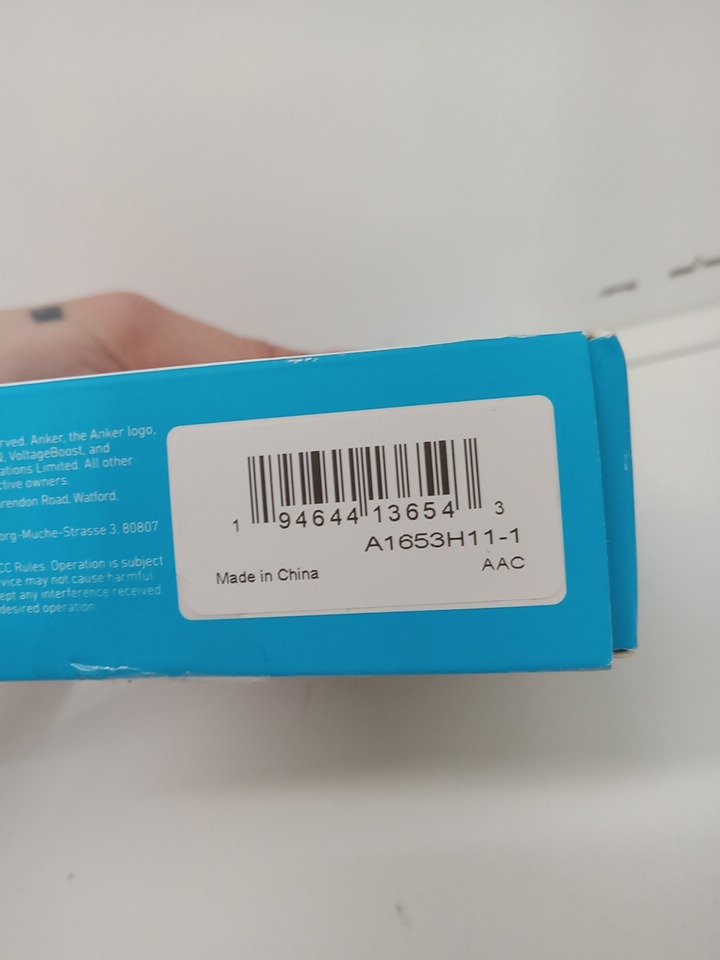 rved. Anker, the Anker logo,
VoltageBoost, and
ations Limited. All other
ctive owners.
rendon Road, Watford,
org-Muche-Strasse 3, 80807
CC Rules. Operation is subject
vice may not cause harmful
ept any interference received,
desired operation
1 94644 13654 3
A1653H11-1
AAC
Made in China